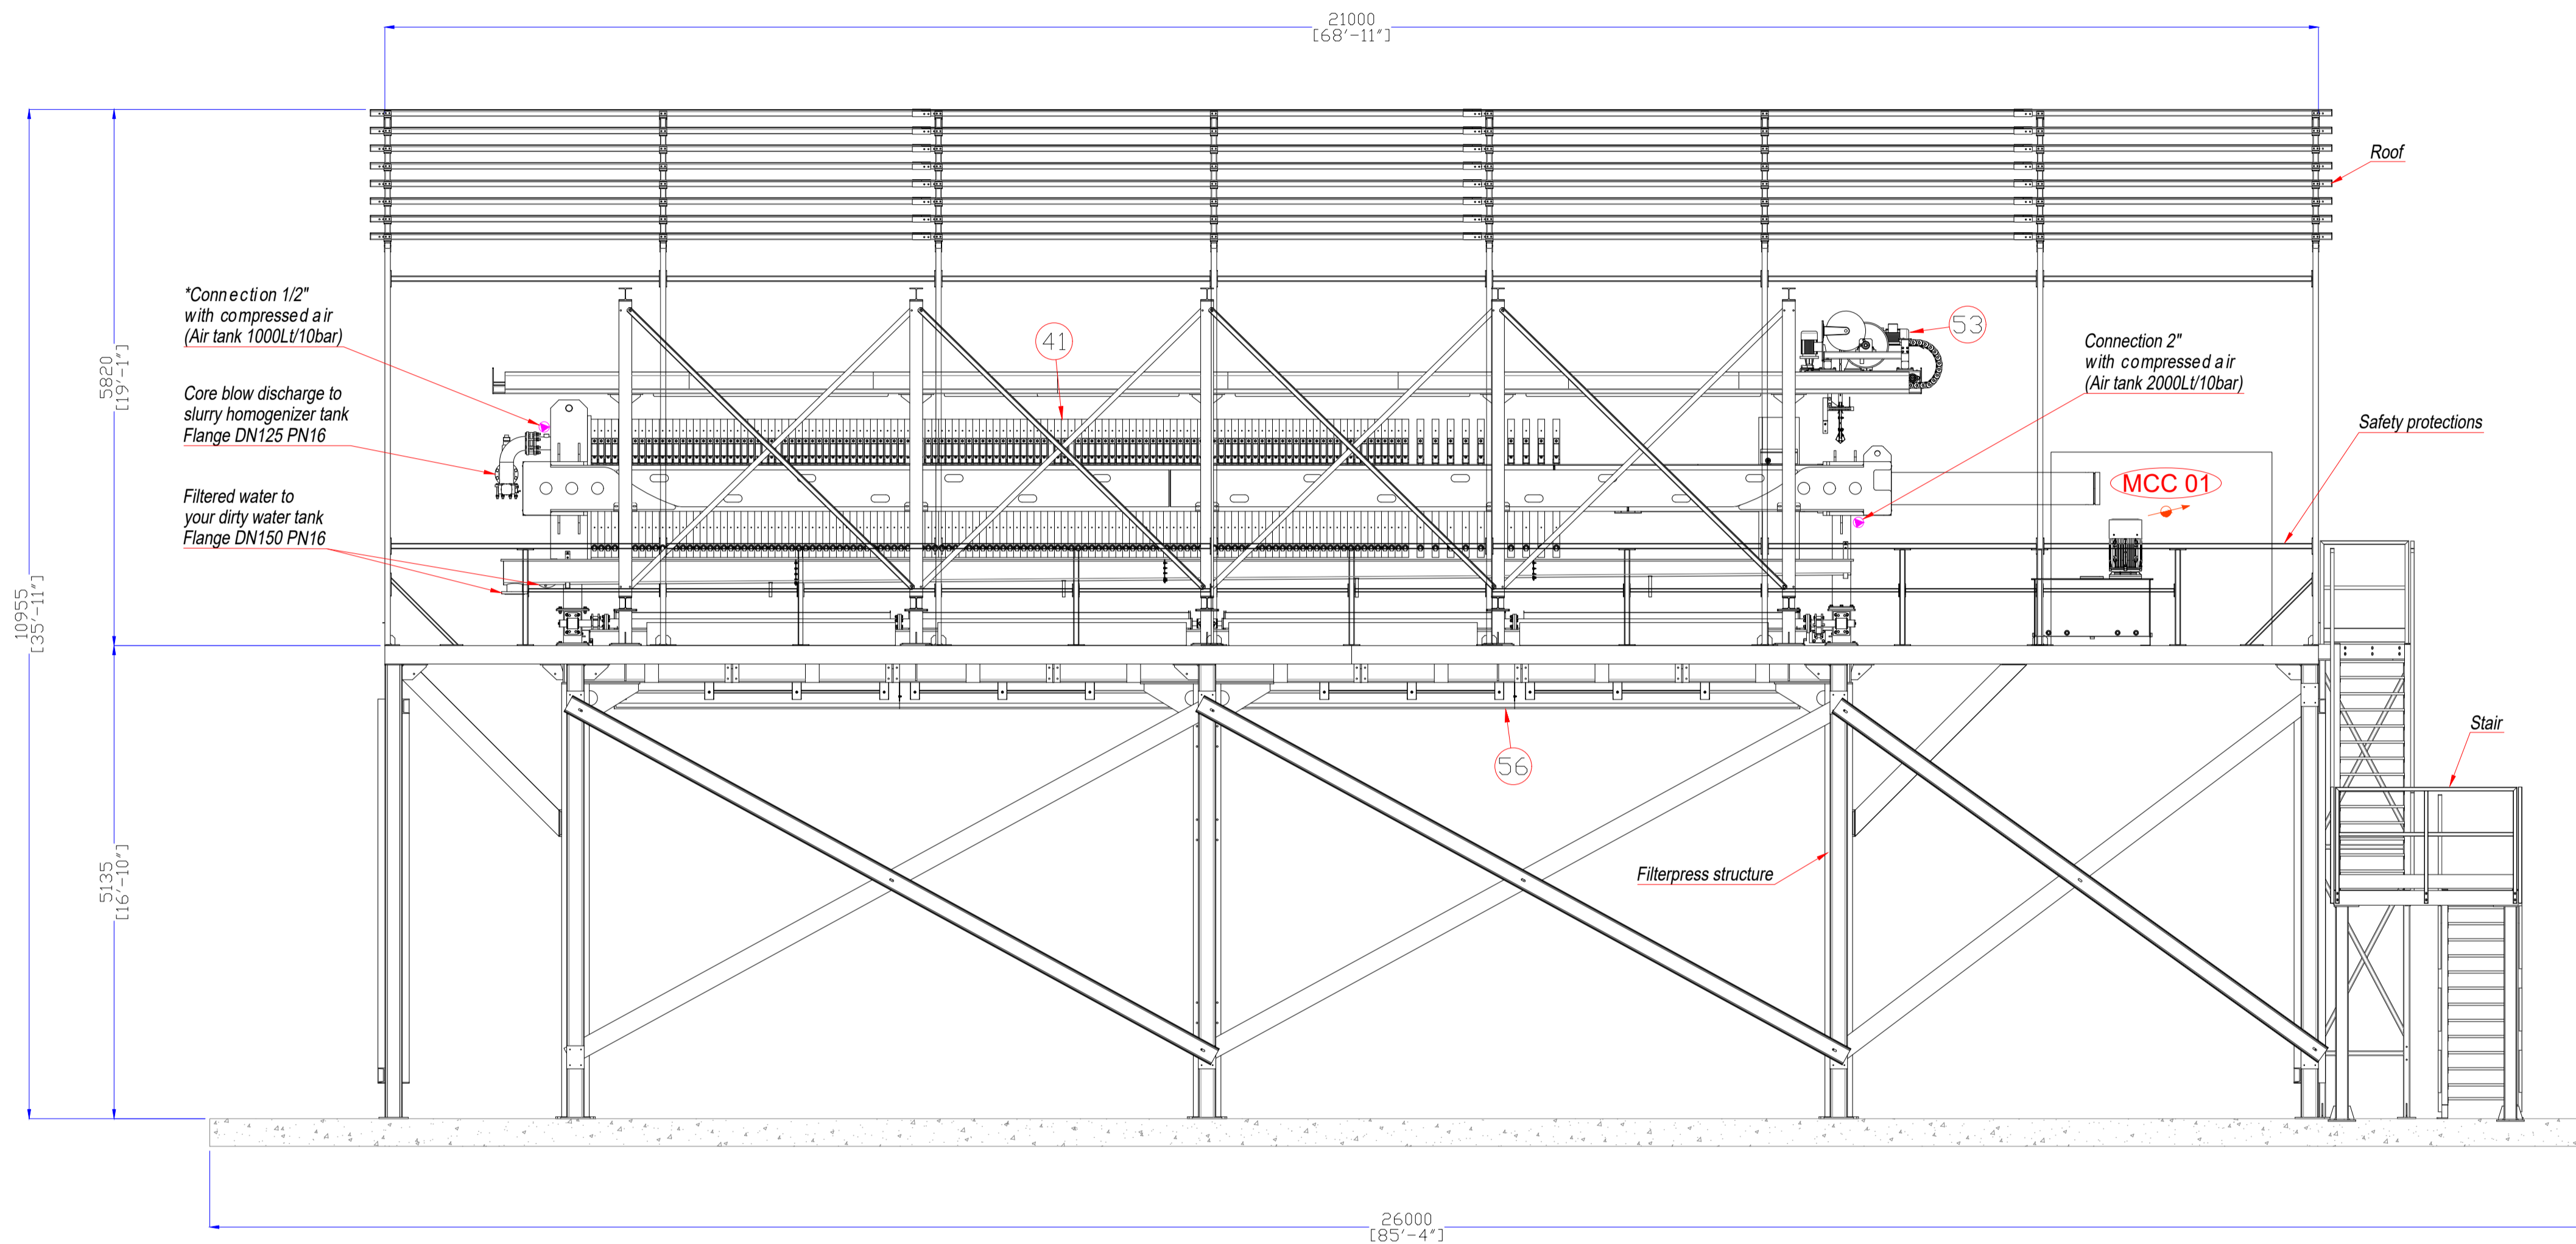 21000
[68'-11"]
Roof
*Connection 1/2"
with compressed air
(Air tank 1000Lt/10bar)
53
41
Connection 2"
with compressed air
(Air tank 2000Lt/10bar)
5820
[19'-1"]
Core blow discharge to
slurry homogenizer tank
Flange DN125 PN16
Safety protections
MCC 01
Filtered water to
your dirty water tank
Flange DN150 PN16
10955
[35'-11"]
Stair
56
5135
[16'-10"]
Filterpress structure
26000
[85'-4"]